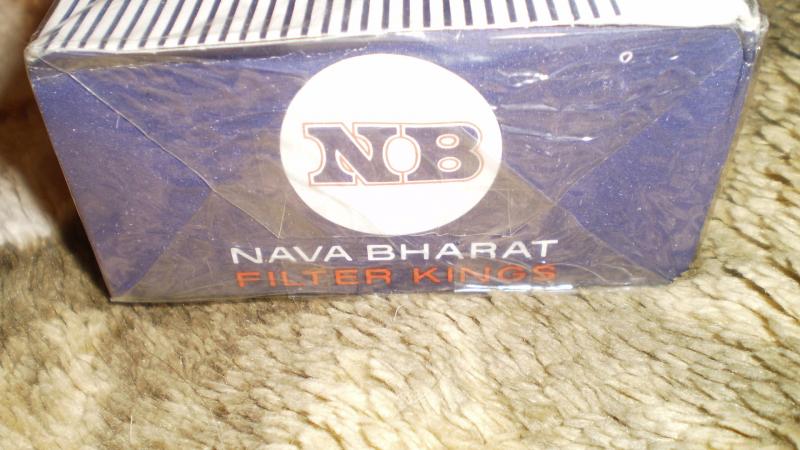 NB
NAVA BHARAT
FILTER KINGS